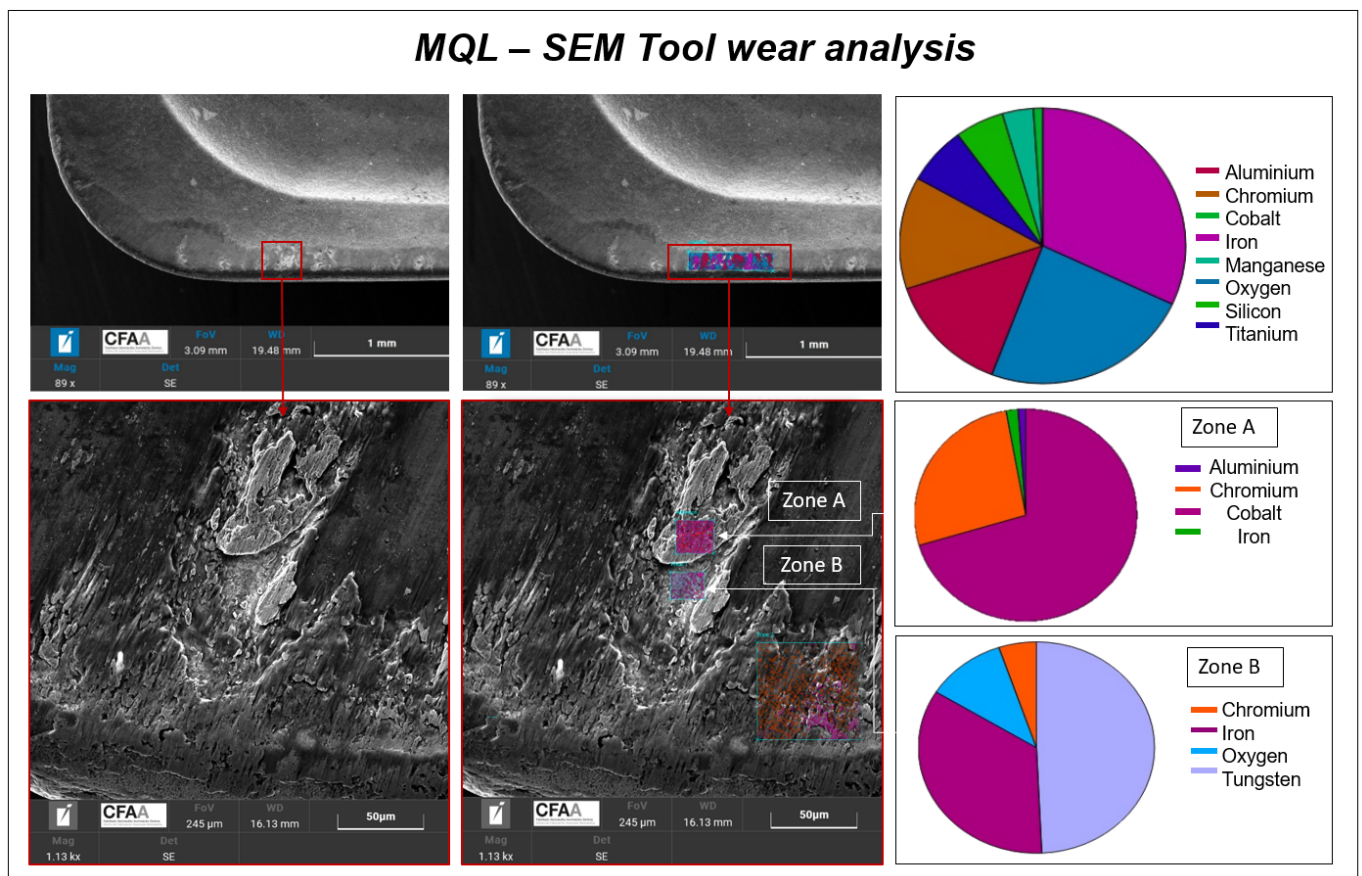 MQL – SEM Tool wear analysis
CFAA
FoV
3.09 mm
WD
19.48 mm
1 mm
Mag
89 x
Det
SE
CFAA
FoV
3.09 mm
WD
19.48 mm
1 mm
Mag
89 x
Det
SE
Aluminium
Chromium
Cobalt
Iron
Manganese
Oxygen
Silicon
Titanium
CFAA
FoV
245 µm
WD
16.13 mm
50µm
Mag
1.13 kx
Det
SE
Zone A
Zone B
CFAA
FoV
245 µm
WD
16.13 mm
50µm
Mag
1.13 kx
Det
SE
Zone A
Aluminium
Chromium
Cobalt
Iron
Zone B
Chromium
Iron
Oxygen
Tungsten